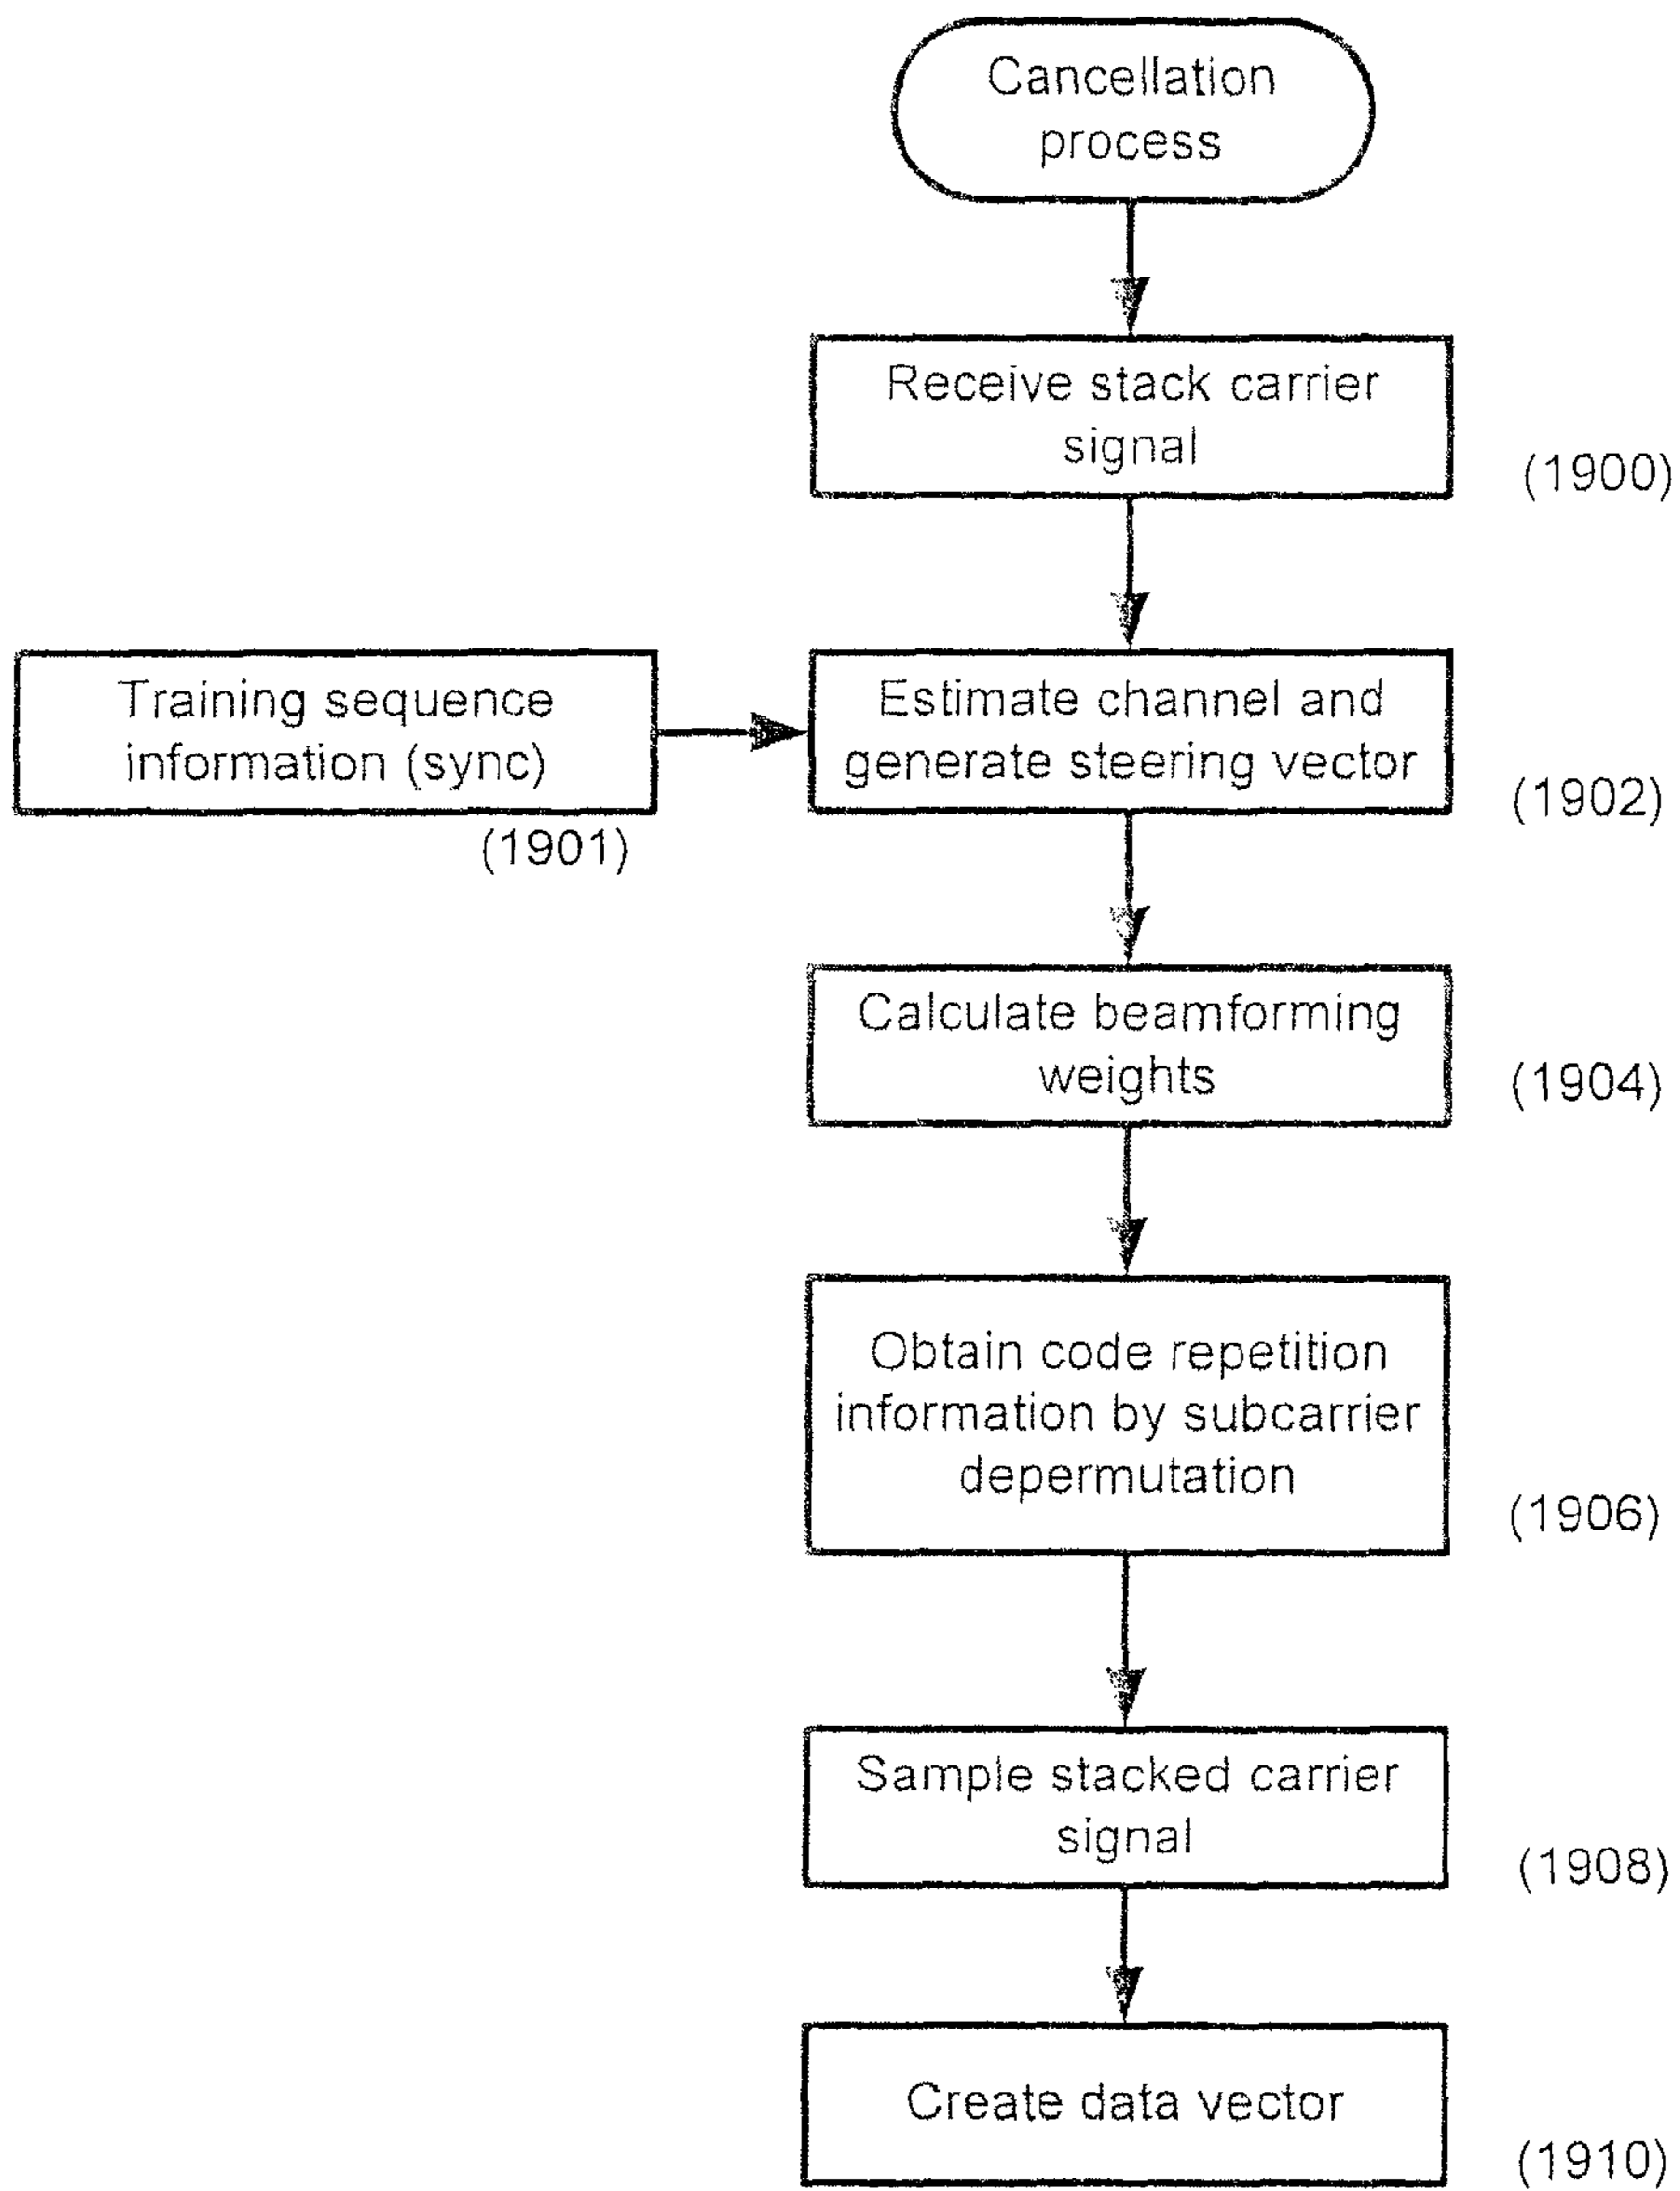 Cancellation
process
Receive stack carrier
signal
(1900)
Training sequence
information (sync)
(1901)
Estimate channel and
generate steering vector
(1902)
Calculate beamforming
weights
(1904)
Obtain code repetition
information by subcarrier
depermutation
(1906)
Sample stacked carrier
signal
(1908)
Create data vector
(1910)